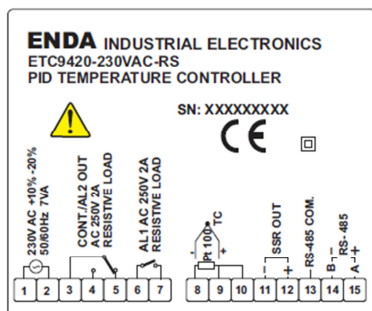 ENDA INDUSTRIAL ELECTRONICS
ETC9420-230VAC-RS
PID TEMPERATURE CONTROLLER
SN: XXXXXXXXX
CE
230V AC +10% -20%
50/60Hz 7VA
CONT./AL2 OUT
AC 250V 2A
RESISTIVE LOAD
AL1 AC 250V 2A
RESISTIVE LOAD
TC
- +
Pt 100
SSR OUT
- +
RS-485 COM.
RS- 485
B- A+
1 2 3 4 5 6 7 8 9 10 11 12 13 14 15